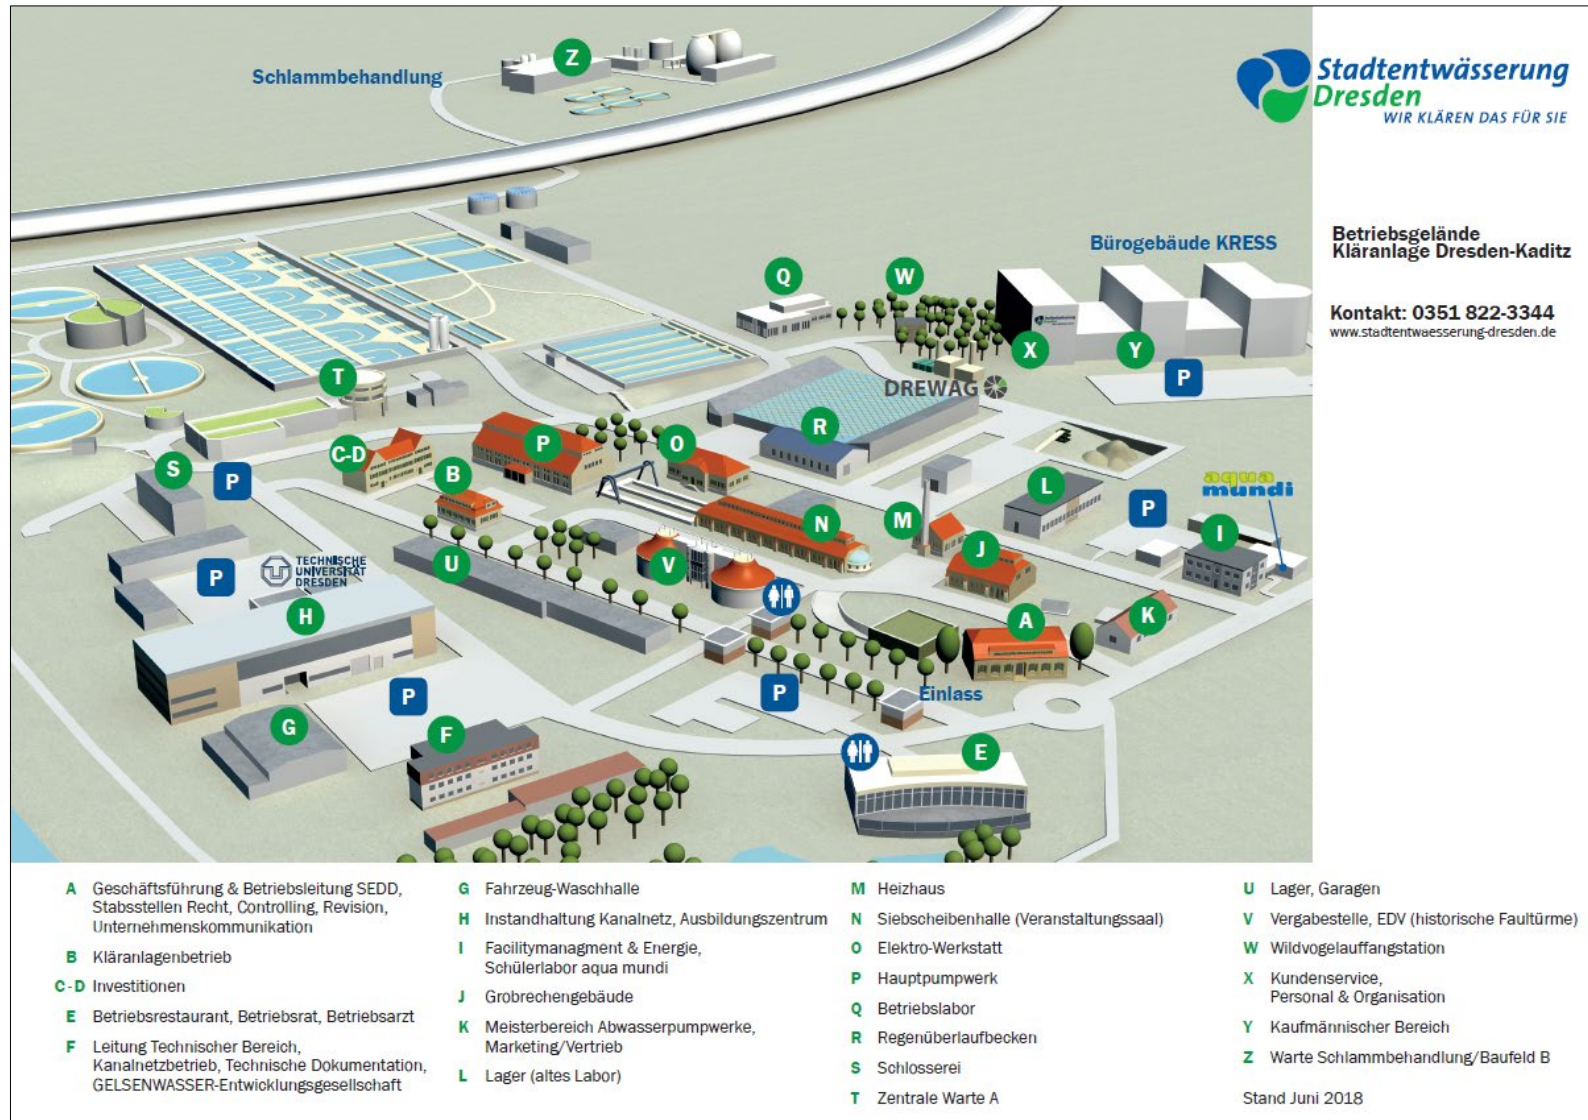 Z
Schlammbehandlung
Stadtentwässerung
Dresden
WIR KLÄREN DAS FÜR SIE
Betriebsgelände
Kläranlage Dresden-Kaditz
Kontakt: 0351 822-3344
www.stadtentwaesserung-dresden.de
Bürogebäude KRESS
Q
W
Stadtentwässerung
Dresden
X
Y
P
T
DREWAG
C-D
P
O
R
S
P
B
L
aqua
mundi
P
N
M
I
J
U
V
P
TECHNISCHE
UNIVERSITÄT
DRESDEN
H
A
K
P
P
Einlass
G
F
E
A Geschäftsführung & Betriebsleitung SEDD,
Stabsstellen Recht, Controlling, Revision,
Unternehmenskommunikation
B Kläranlagenbetrieb
C-D Investitionen
E Betriebsrestaurant, Betriebsrat, Betriebsarzt
F Leitung Technischer Bereich,
Kanalnetzbetrieb, Technische Dokumentation,
GELSENWASSER-Entwicklungsgesellschaft
G Fahrzeug-Waschhalle
H Instandhaltung Kanalnetz, Ausbildungszentrum
I Facilitymanagment & Energie,
Schülerlabor aqua mundi
J Grobrechengebäude
K Meisterbereich Abwasserpumpwerke,
Marketing/Vertrieb
L Lager (altes Labor)
M Heizhaus
N Siebscheibenhalle (Veranstaltungssaal)
O Elektro-Werkstatt
P Hauptpumpwerk
Q Betriebslabor
R Regenüberlaufbecken
S Schlosserei
T Zentrale Warte A
U Lager, Garagen
V Vergabestelle, EDV (historische Faultürme)
W Wildvogelauffangstation
X Kundenservice,
Personal & Organisation
Y Kaufmännischer Bereich
Z Warte Schlammbehandlung/Baufeld B
Stand Juni 2018